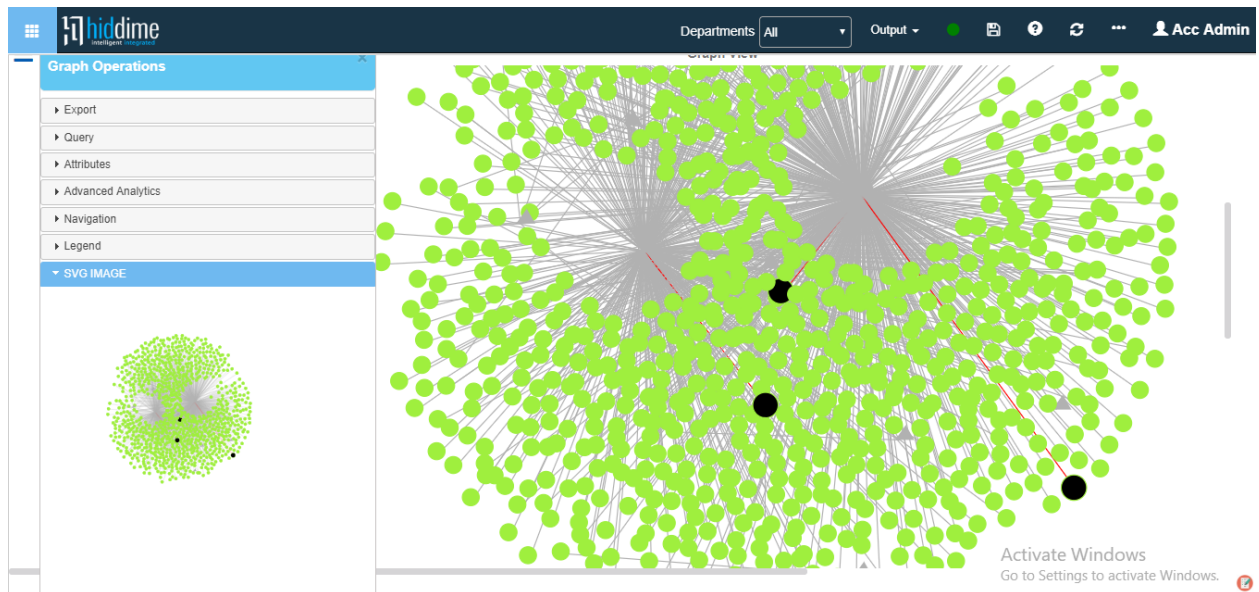 hiddime
intelligent Integrated
Departments All Output Acc Admin
Graph Operations
Graph View
Export
Query
Attributes
Advanced Analytics
Navigation
Legend
SVG IMAGE
Activate Windows
Go to Settings to activate Windows.